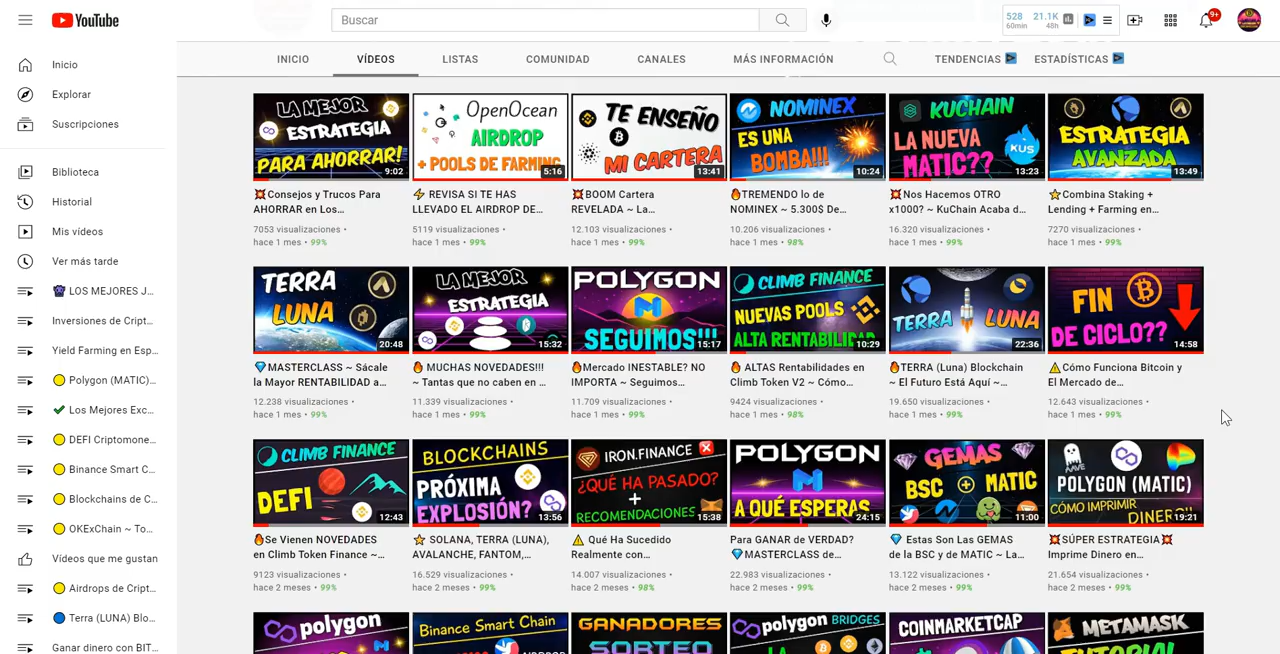 YouTube
Buscar
528 21.1K
60min 48h
9+
INICIO VÍDEOS LISTAS COMUNIDAD CANALES MÁS INFORMACIÓN TENDENCIAS ESTADÍSTICAS
Inicio
Explorar
Suscripciones
Biblioteca
Historial
Mis vídeos
Ver más tarde
LOS MEJORES J...
Inversiones de Cript...
Yield Farming en Esp...
Polygon (MATIC)...
Los Mejores Exc...
DEFI Criptomone...
Binance Smart C...
Blockchains de C...
OKExChain ~ To...
Vídeos que me gustan
Airdrops de Cript...
Terra (LUNA) Blo...
Ganar dinero con BIT...
LA MEJOR
ESTRATEGIA
PARA AHORRAR!
9:02
💥Consejos y Trucos Para
AHORRAR en Los...
7053 visualizaciones •
hace 1 mes • 99%
OpenOcean
AIRDROP
+ POOLS DE FARMING
5:16
⚡ REVISA SI TE HAS
LLEVADO EL AIRDROP DE...
5119 visualizaciones •
hace 1 mes • 99%
TE ENSEÑO
MI CARTERA
13:41
💥BOOM Cartera
REVELADA ~ La...
12.103 visualizaciones •
hace 1 mes • 99%
NOMINEX
ES UNA
BOMBA!!!
10:24
🔥TREMENDO lo de
NOMINEX ~ 5.300$ De...
10.206 visualizaciones •
hace 1 mes • 98%
KUCHAIN
LA NUEVA
MATIC??
KUS
13:23
💥Nos Hacemos OTRO
x1000? ~ KuChain Acaba d...
16.320 visualizaciones •
hace 1 mes • 99%
ESTRATEGIA
AVANZADA
13:49
⭐Combina Staking +
Lending + Farming en...
7270 visualizaciones •
hace 1 mes • 99%
TERRA
LUNA
20:48
💎MASTERCLASS ~ Sácale
la Mayor RENTABILIDAD a...
12.238 visualizaciones •
hace 1 mes • 99%
LA MEJOR
ESTRATEGIA
15:32
🔥 MUCHAS NOVEDADES!!!
~ Tantas que no caben en ...
11.339 visualizaciones •
hace 1 mes • 99%
POLYGON
SEGUIMOS!!!
15:17
🔥Mercado INESTABLE? NO
IMPORTA ~ Seguimos...
11.709 visualizaciones •
hace 1 mes • 99%
CLIMB FINANCE
NUEVAS POOLS
ALTA RENTABILIDAD
10:29
🔥 ALTAS Rentabilidades en
Climb Token V2 ~ Cómo...
9424 visualizaciones •
hace 1 mes • 98%
TERRA LUNA
22:36
🔥TERRA (Luna) Blockchain
~ El Futuro Está Aquí ~...
19.650 visualizaciones •
hace 1 mes • 99%
FIN
DE CICLO??
14:58
⚠️Cómo Funciona Bitcoin y
El Mercado de...
12.643 visualizaciones •
hace 1 mes • 99%
CLIMB FINANCE
DEFI
12:43
🔥Se Vienen NOVEDADES
en Climb Token Finance ~...
9123 visualizaciones •
hace 2 meses • 99%
BLOCKCHAINS
PRÓXIMA
EXPLOSIÓN?
13:56
⭐ SOLANA, TERRA (LUNA),
AVALANCHE, FANTOM,...
16.529 visualizaciones •
hace 2 meses • 99%
IRON.FINANCE
¿QUÉ HA PASADO?
+
RECOMENDACIONES
15:38
⚠️ Qué Ha Sucedido
Realmente con...
14.007 visualizaciones •
hace 2 meses • 98%
POLYGON
A QUÉ ESPERAS
24:15
Para GANAR de VERDAD?
💎MASTERCLASS de...
22.983 visualizaciones •
hace 2 meses • 99%
GEMAS
BSC + MATIC
11:00
💎 Estas Son Las GEMAS
de la BSC y de MATIC ~ La...
13.122 visualizaciones •
hace 2 meses • 99%
AAVE
POLYGON (MATIC)
CÓMO IMPRIMIR
DINERO!!
19:21
💥SÚPER ESTRATEGIA💥
Imprime Dinero en...
21.654 visualizaciones •
hace 2 meses • 99%
polygon
Binance Smart Chain
GANADORES
SORTEO
polygon BRIDGES
LA
COINMARKETCAP
METAMASK
TUTORIAL